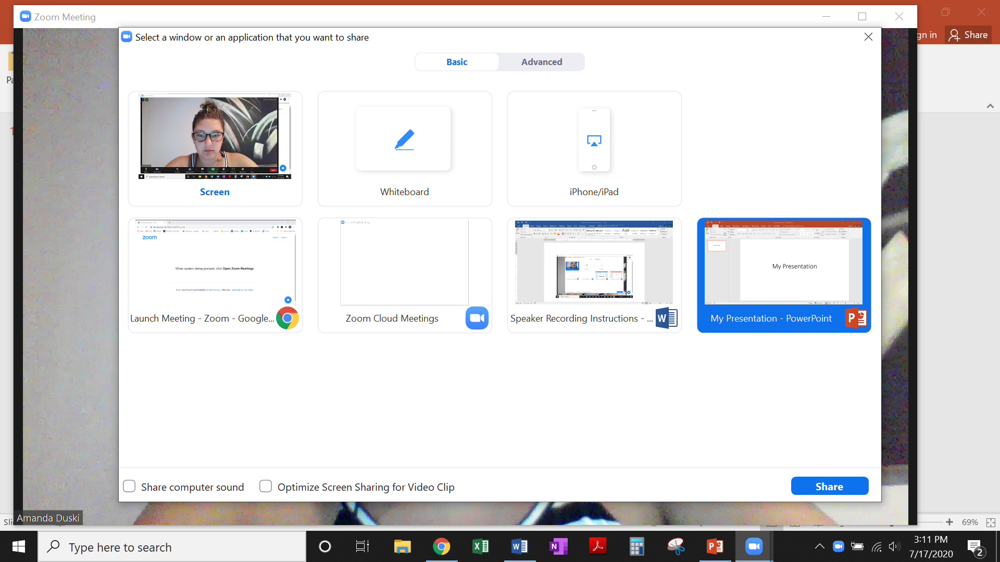 Zoom Meeting
gn in
Share
Select a window or an application that you want to share
Basic
Advanced
Screen
Whiteboard
iPhone/iPad
zoom
When system dialog prompts, click Open Zoom Meetings.
My Presentation
Launch Meeting - Zoom - Google...
Zoom Cloud Meetings
Speaker Recording Instructions - ...
My Presentation - PowerPoint
Share computer sound
Optimize Screen Sharing for Video Clip
Share
Amanda Duski
69%
Type here to search
3:11 PM
7/17/2020
2